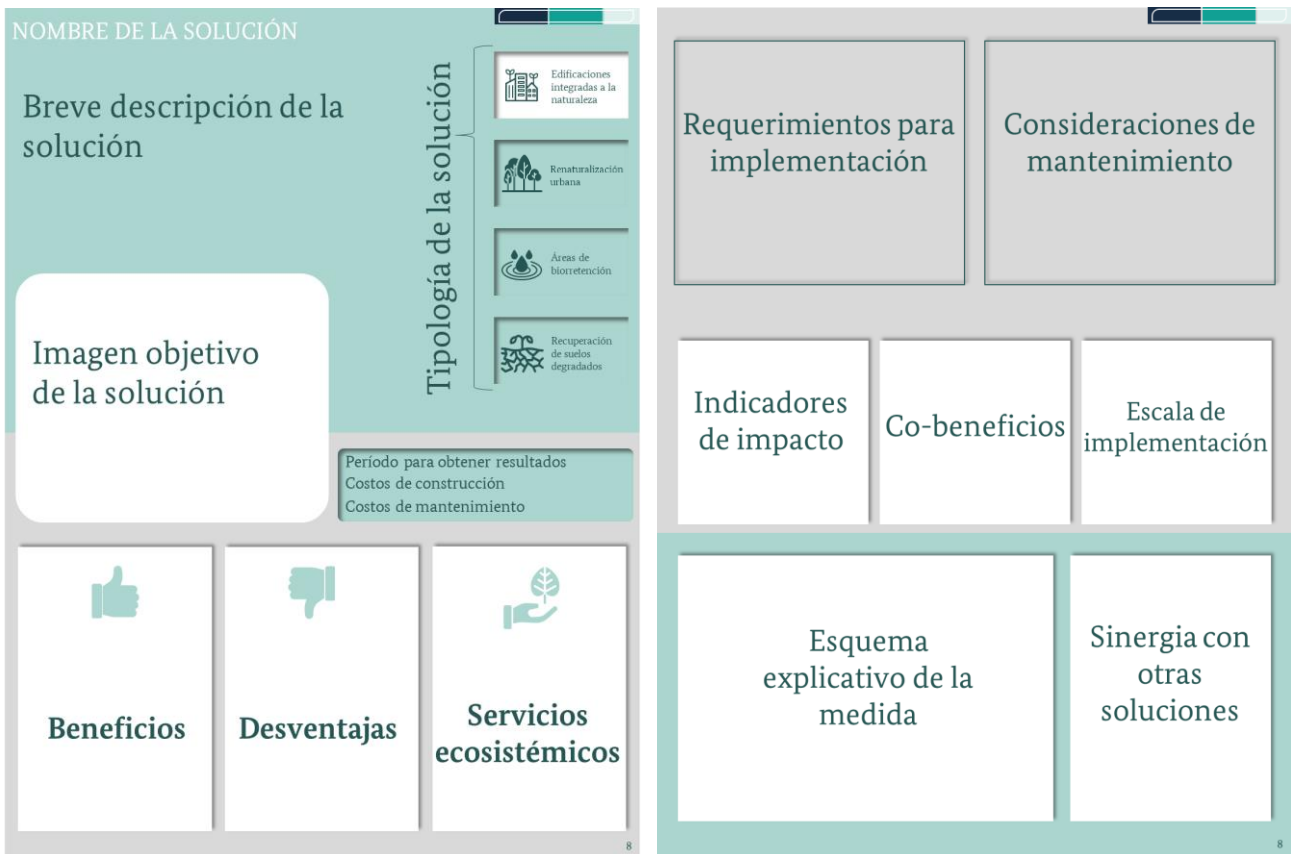 NOMBRE DE LA SOLUCIÓN
Breve descripción de la
solución
Tipología de la solución
Edificaciones
integradas a la
naturaleza
Renaturalización
urbana
Áreas de
biorretención
Recuperación
de suelos
degradados
Imagen objetivo
de la solución
Período para obtener resultados
Costos de construcción
Costos de mantenimiento
Beneficios
Desventajas
Servicios
ecosistémicos
8
Requerimientos para
implementación
Consideraciones de
mantenimiento
Indicadores
de impacto
Co-beneficios
Escala de
implementación
Esquema
explicativo de la
medida
Sinergia con
otras
soluciones
8